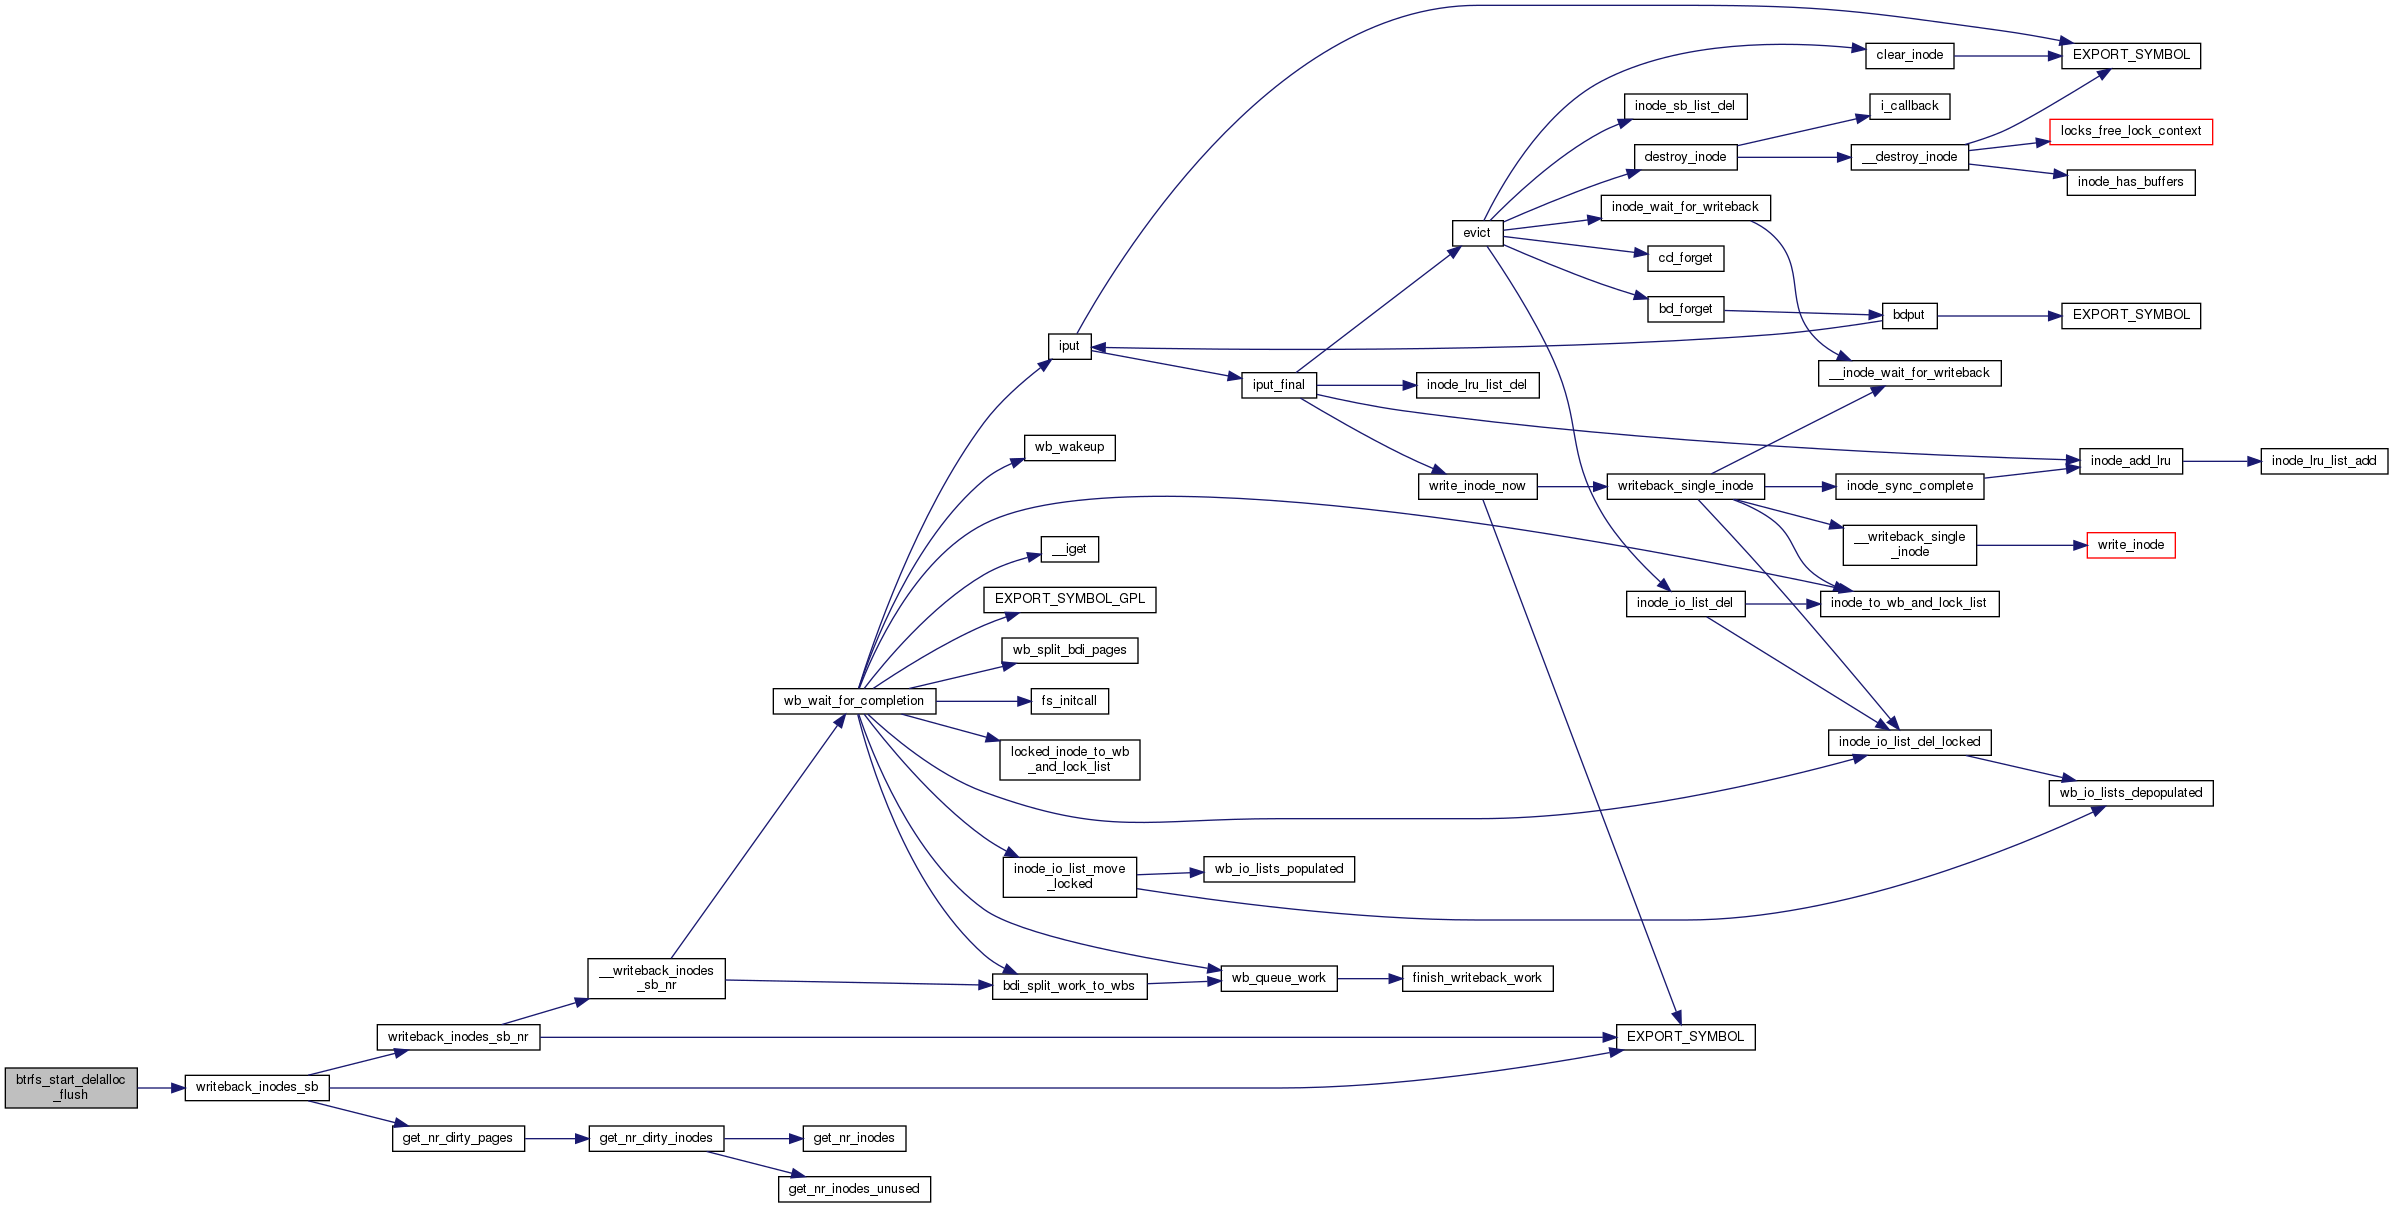 EXPORT_SYMBOL
clear_inode
inode_sb_list_del
i_callback
locks_free_lock_context
destroy_inode
__destroy_inode
inode_has_buffers
inode_wait_for_writeback
evict
cd_forget
bd_forget
bdput
EXPORT_SYMBOL
iput
__inode_wait_for_writeback
iput_final
inode_lru_list_del
wb_wakeup
inode_add_lru
inode_lru_list_add
write_inode_now
writeback_single_inode
inode_sync_complete
__iget
__writeback_single
_inode
write_inode
EXPORT_SYMBOL_GPL
inode_io_list_del
inode_to_wb_and_lock_list
wb_split_bdi_pages
wb_wait_for_completion
fs_initcall
locked_inode_to_wb
_and_lock_list
inode_io_list_del_locked
wb_io_lists_depopulated
inode_io_list_move
_locked
wb_io_lists_populated
__writeback_inodes
_sb_nr
bdi_split_work_to_wbs
wb_queue_work
finish_writeback_work
writeback_inodes_sb_nr
EXPORT_SYMBOL
btrfs_start_delalloc
_flush
writeback_inodes_sb
get_nr_dirty_pages
get_nr_dirty_inodes
get_nr_inodes
get_nr_inodes_unused